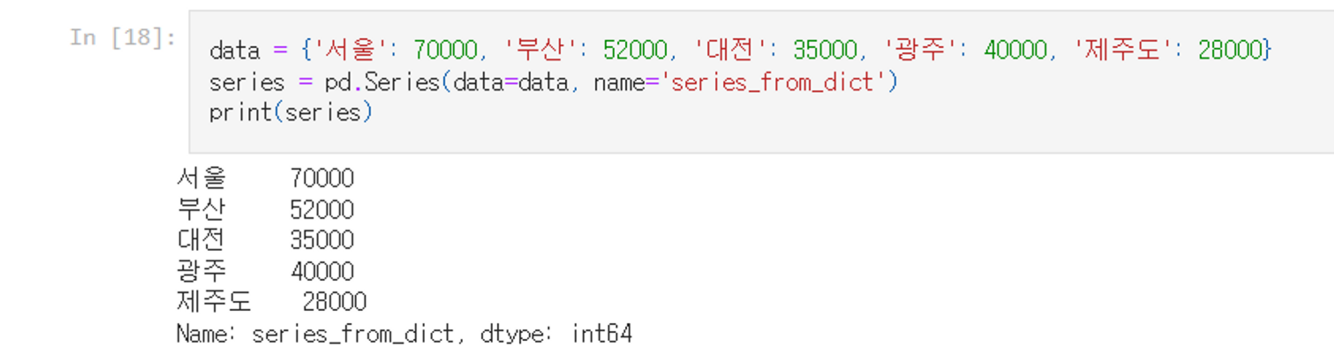 In [18]:
data = {'서울': 70000, '부산': 52000, '대전': 35000, '광주': 40000, '제주도': 28000}
series = pd.Series(data=data, name='series_from_dict')
print(series)
서울 70000
부산 52000
대전 35000
광주 40000
제주도 28000
Name: series_from_dict, dtype: int64